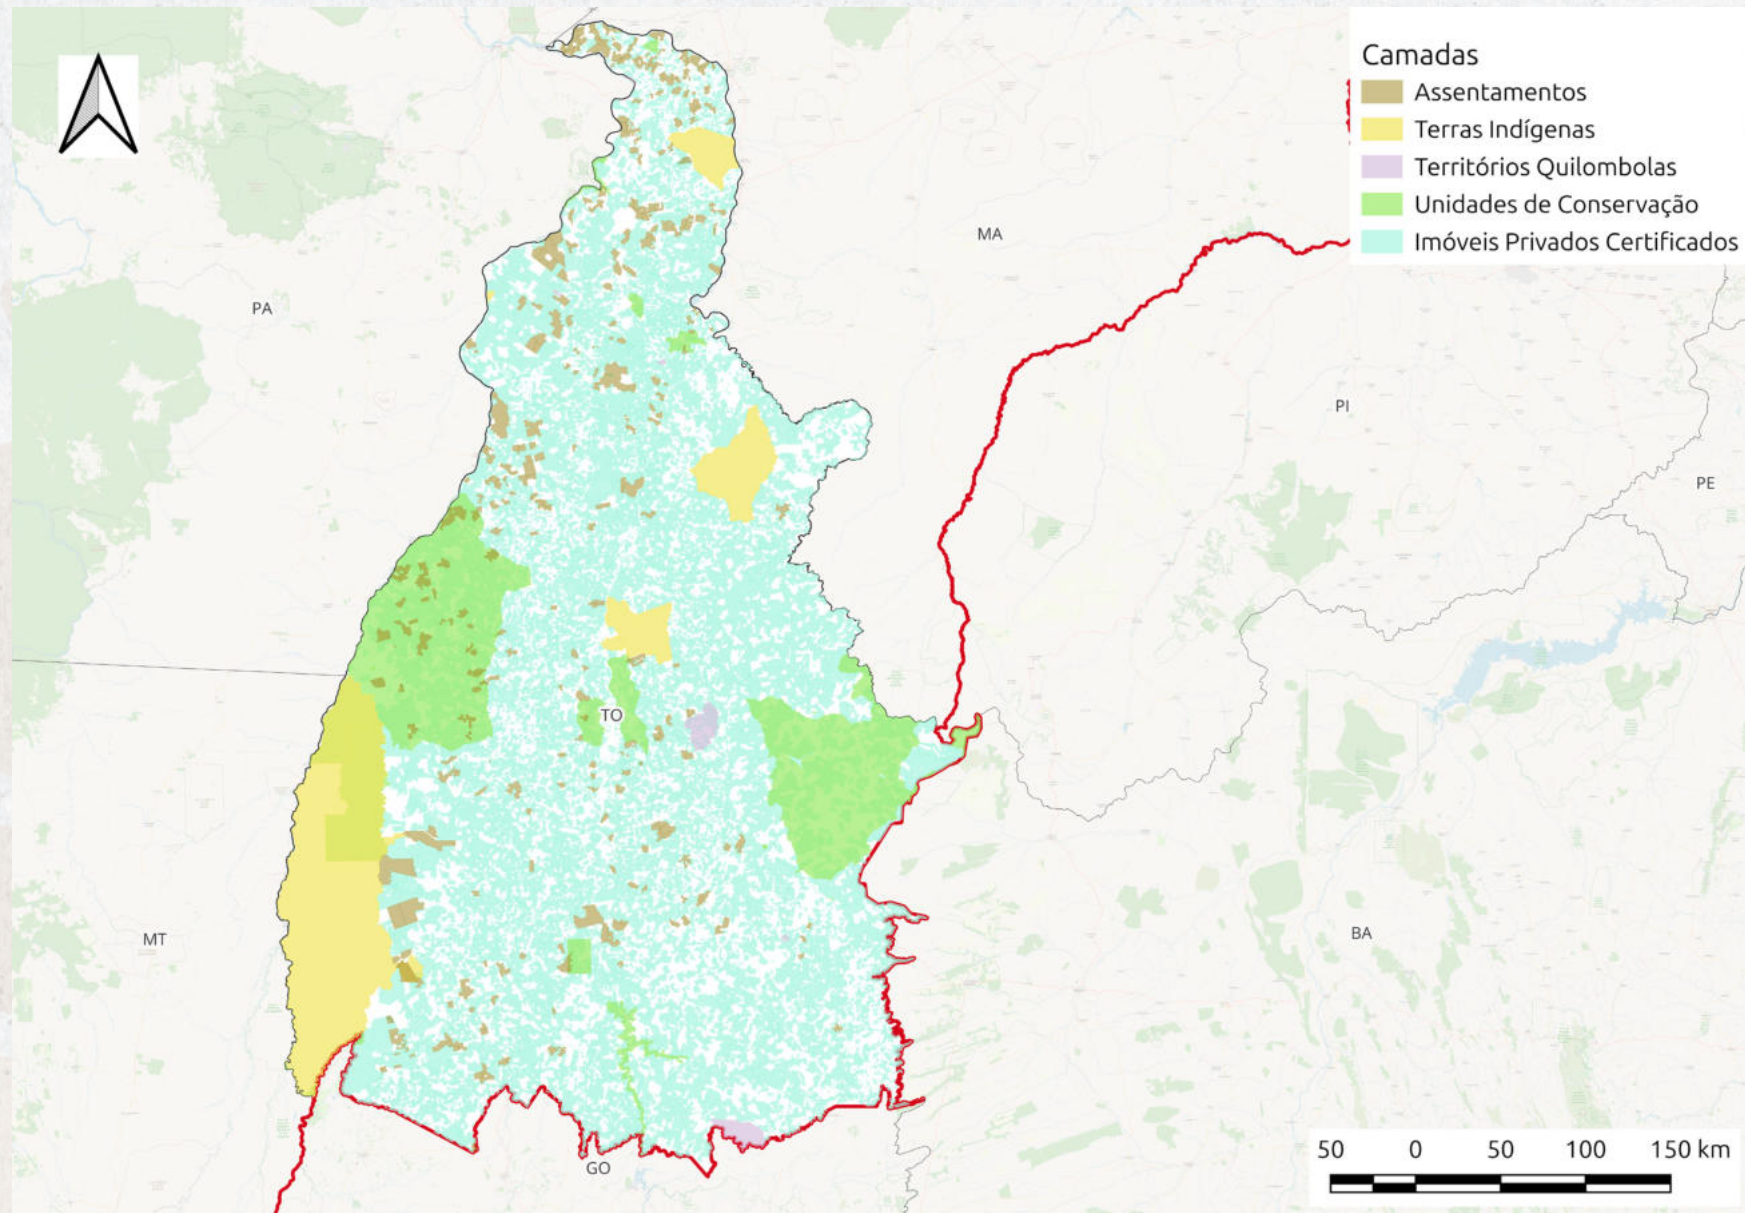 Camadas
Assentamentos
Terras Indígenas
Territórios Quilombolas
Unidades de Conservação
Imóveis Privados Certificados
MA
PA
PI
PE
TO
MT
BA
GO
50 0 50 100 150 km